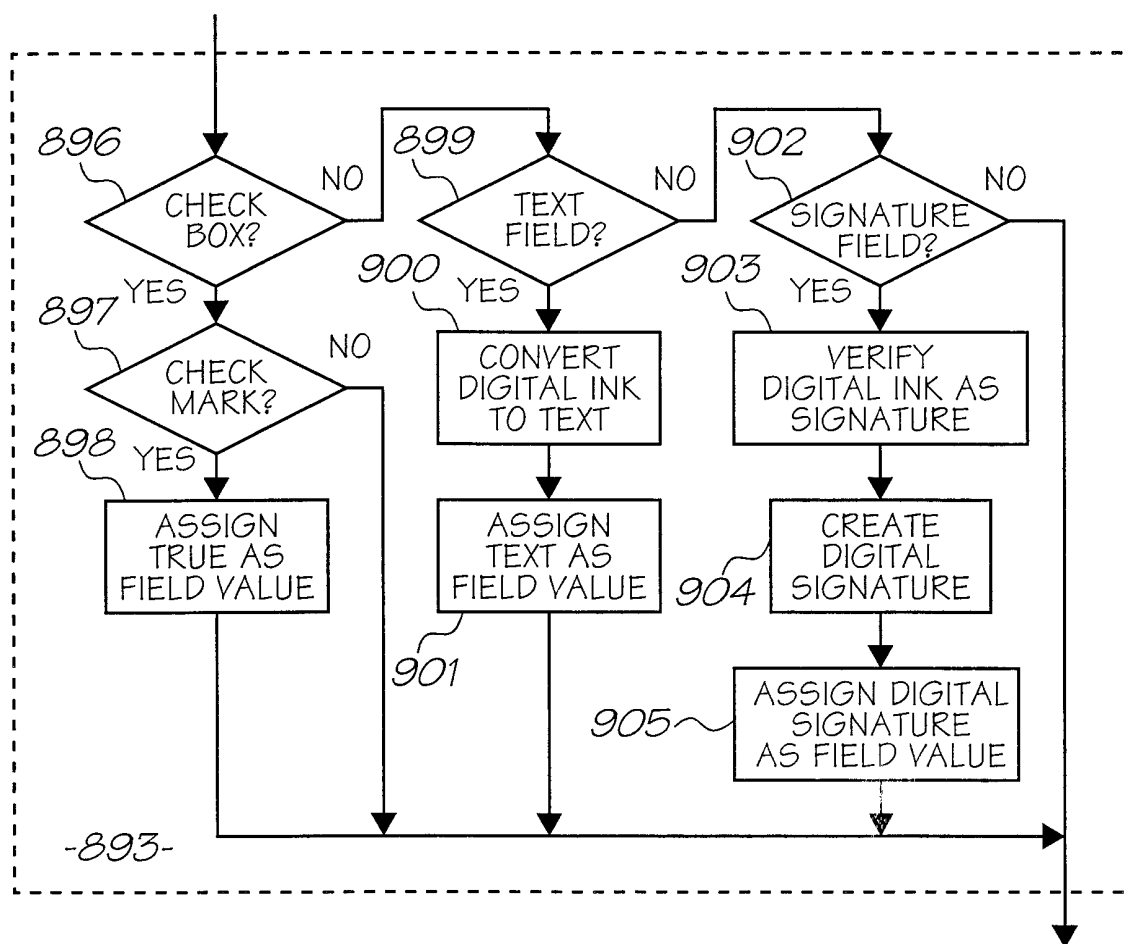 896
CHECK
BOX?
NO
YES
897
CHECK
MARK?
NO
YES
898
ASSIGN
TRUE AS
FIELD VALUE
899
TEXT
FIELD?
NO
YES
900
CONVERT
DIGITAL INK
TO TEXT
ASSIGN
TEXT AS
FIELD VALUE
901
902
SIGNATURE
FIELD?
NO
YES
903
VERIFY
DIGITAL INK AS
SIGNATURE
CREATE
DIGITAL
SIGNATURE
904
ASSIGN DIGITAL
SIGNATURE
AS FIELD VALUE
905
-893-